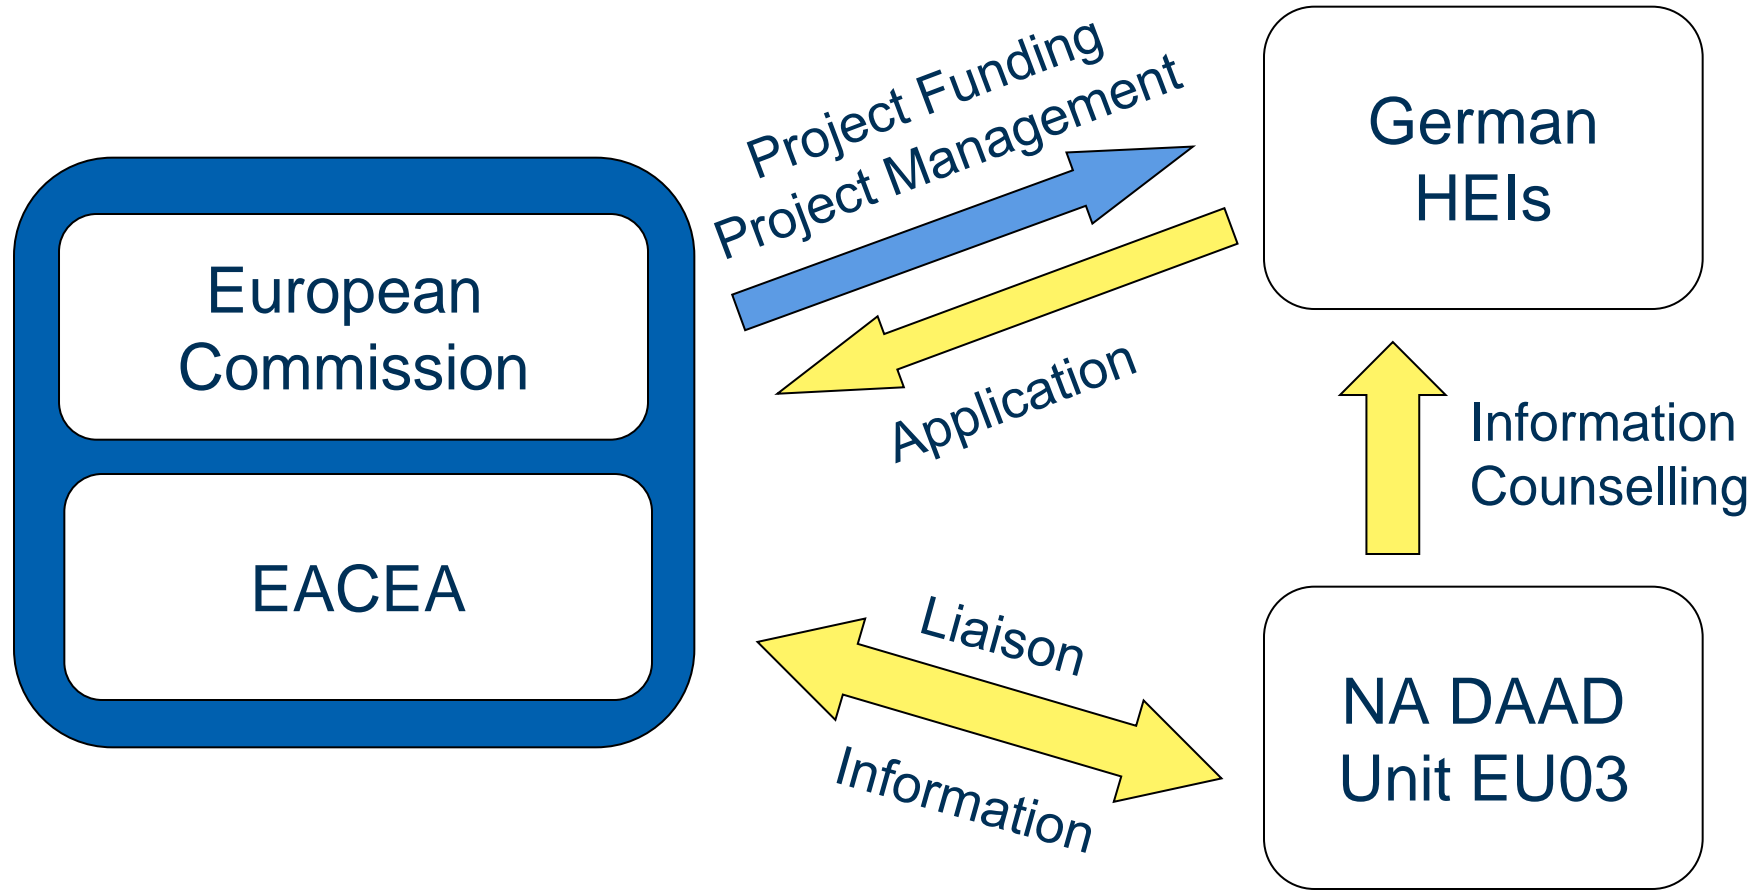 European
Commission
EACEA
Project Funding
Project Management
Application
German
HEIs
Information
Counselling
Liaison
Information
NA DAAD
Unit EU03